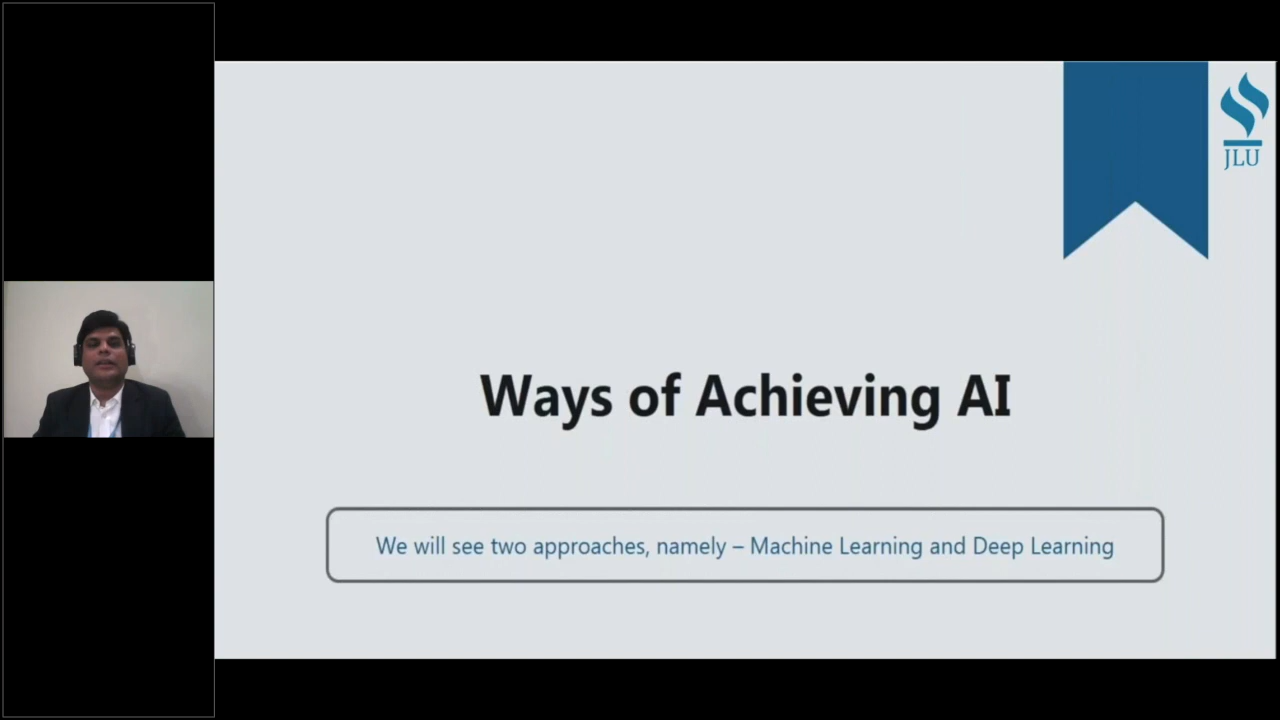 JLU
Ways of Achieving AI
We will see two approaches, namely – Machine Learning and Deep Learning